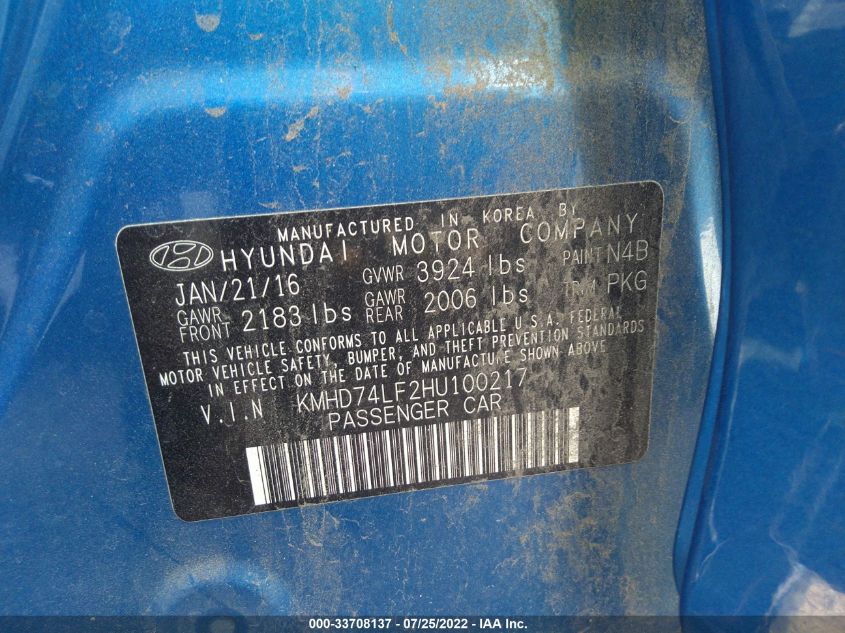 MANUFACTURED IN KOREA BY
HYUNDAI MOTOR COMPANY
JAN/21/16 GVWR 3924 lbs PAINT N4B
GAWR FRONT 2183 lbs GAWR REAR 2006 lbs TRIM PKG
THIS VEHICLE CONFORMS TO ALL APPLICABLE U.S.A. FEDERAL
MOTOR VEHICLE SAFETY, BUMPER, AND THEFT PREVENTION STANDARDS
IN EFFECT ON THE DATE OF MANUFACTURE SHOWN ABOVE
V.I.N KMHD74LF2HU100217
PASSENGER CAR
000-33708137 - 07/25/2022 - IAA Inc.